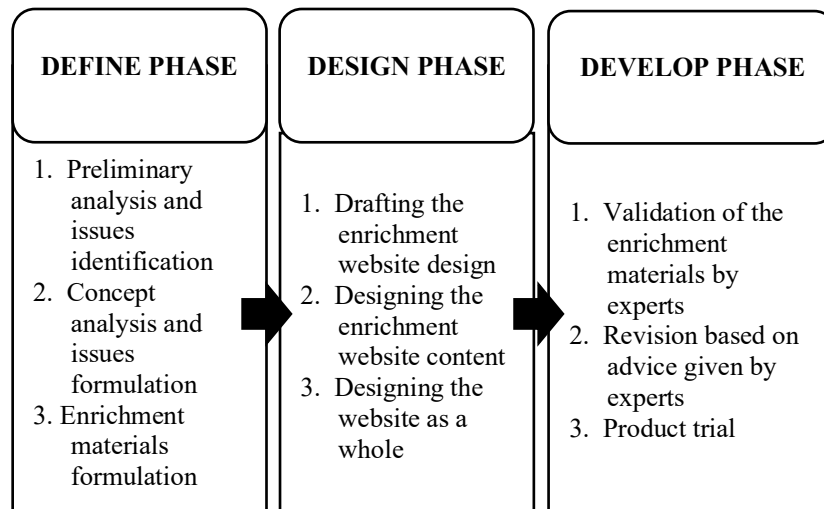 DEFINE PHASE
1. Preliminary
analysis and
issues
identification
2. Concept
analysis and
issues
formulation
3. Enrichment
materials
formulation
DESIGN PHASE
1. Drafting the
enrichment
website design
2. Designing the
enrichment
website content
3. Designing the
website as a
whole
DEVELOP PHASE
1. Validation of the
enrichment
materials by
experts
2. Revision based on
advice given by
experts
3. Product trial